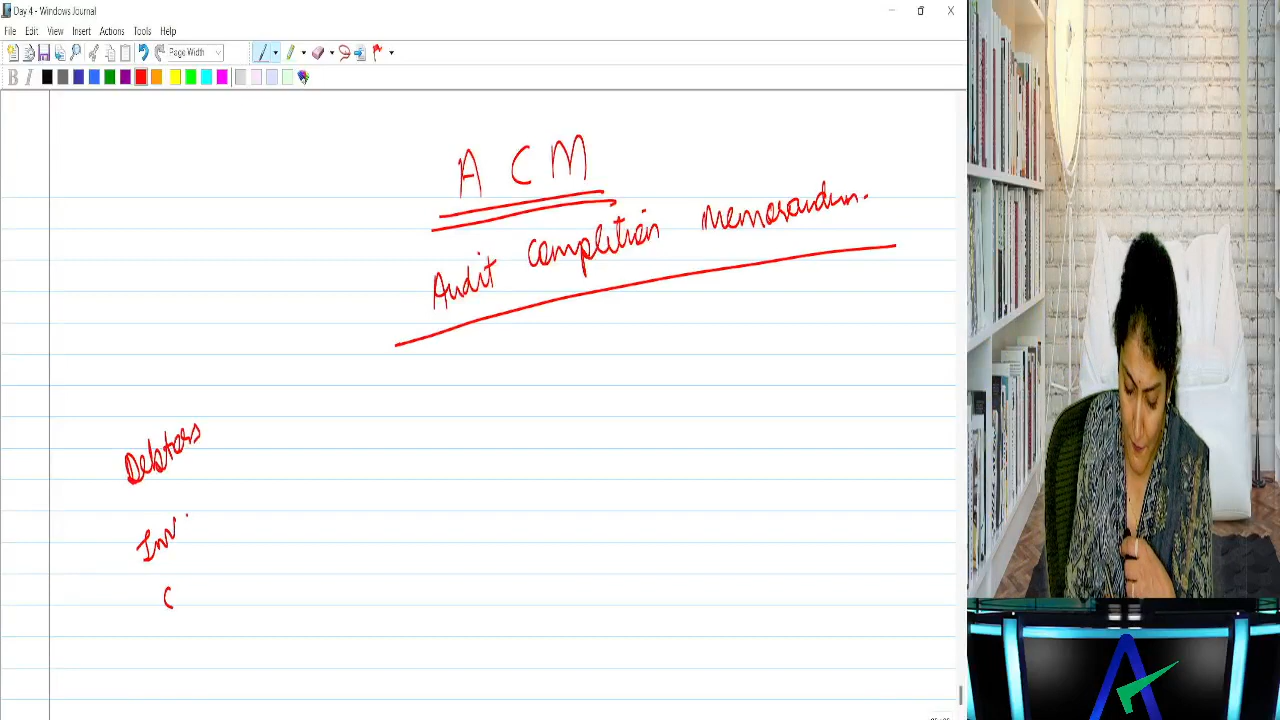 Day 4 - Windows Journal
File Edit View Insert Actions Tools Help
Page Width
B I
A C M
Audit Completion Memorandum.
Debtors
Inv.
C